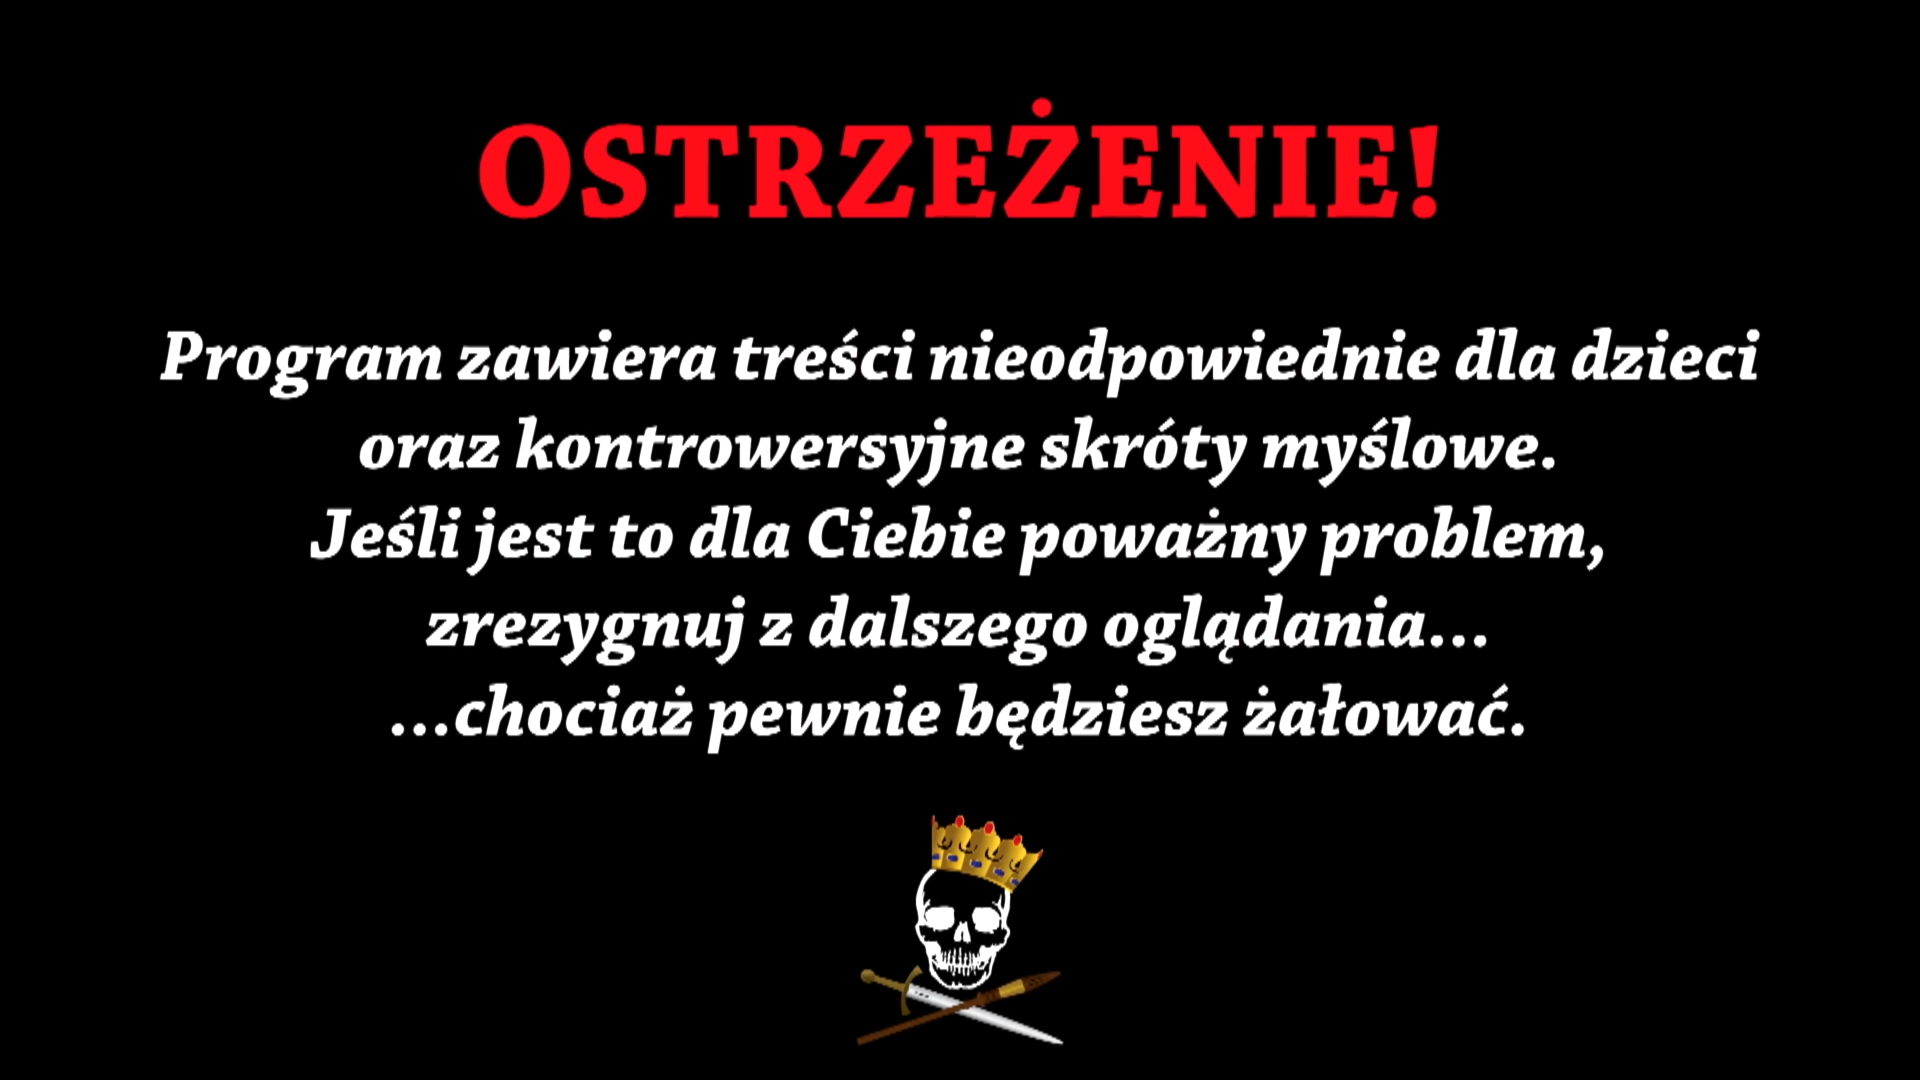 OSTRZEŻENIE!
Program zawiera treści nieodpowiednie dla dzieci
oraz kontrowersyjne skróty myślowe.
Jeśli jest to dla Ciebie poważny problem,
zrezygnuj z dalszego oglądania...
...chociaż pewnie będziesz żałować.